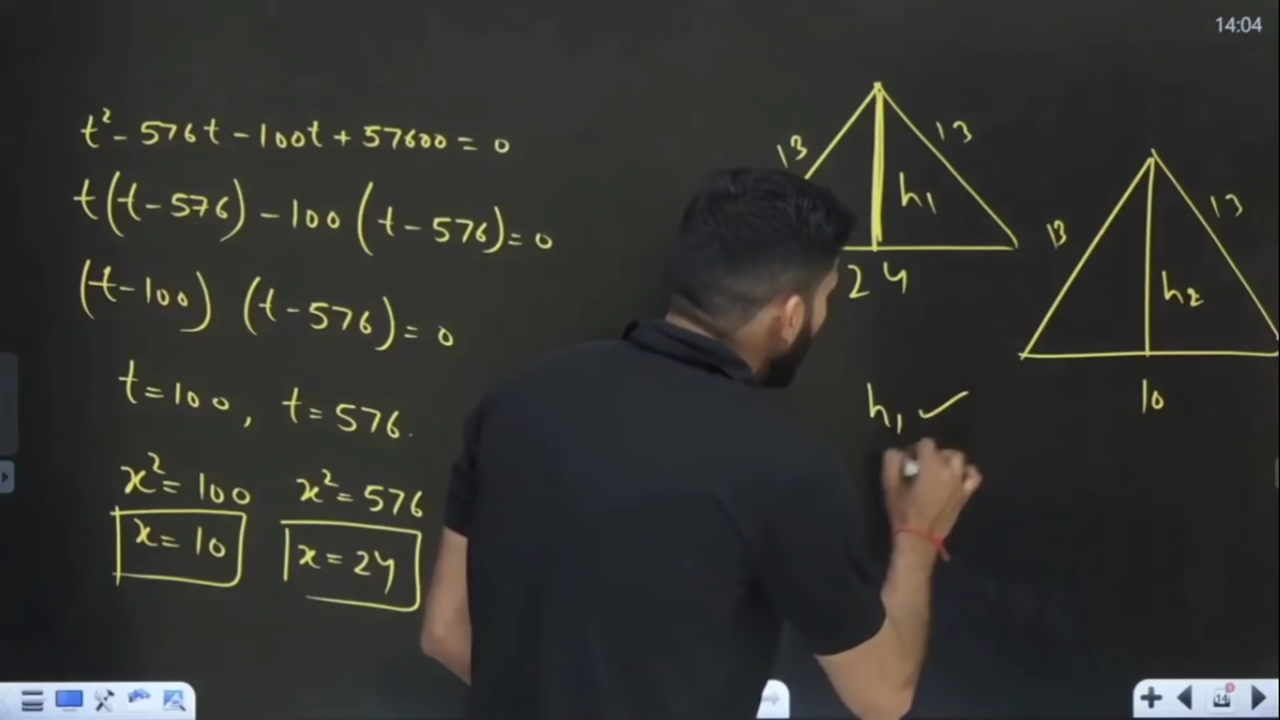 14:04
t² - 576t - 100t + 57600 = 0
t(t-576) - 100(t-576) = 0
(t-100) (t-576) = 0
t = 100, t = 576.
x² = 100 x² = 576
x = 10 x = 24
13 13
h₁
24
13 13
h₂
10
h₁ ✓
14